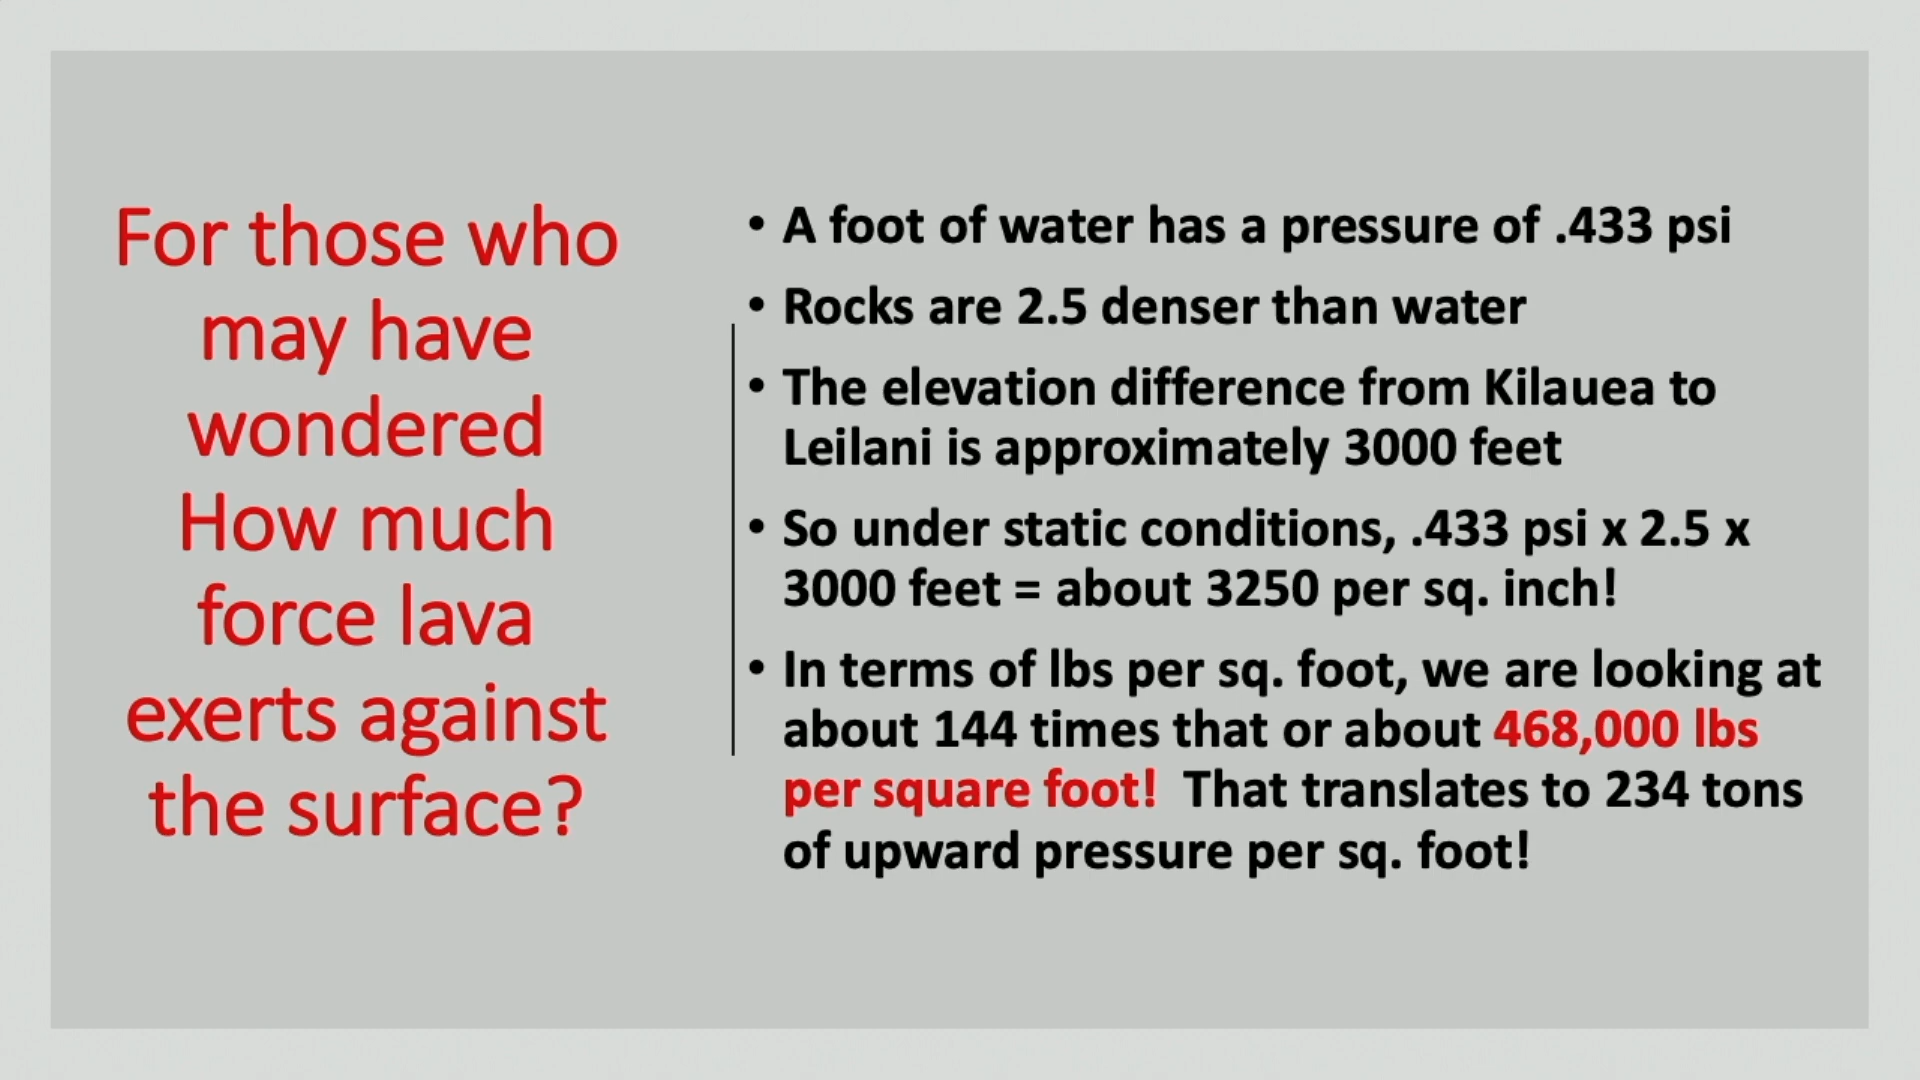 For those who
may have
wondered
How much
force lava
exerts against
the surface?
• A foot of water has a pressure of .433 psi
• Rocks are 2.5 denser than water
• The elevation difference from Kilauea to
Leilani is approximately 3000 feet
• So under static conditions, .433 psi x 2.5 x
3000 feet = about 3250 per sq. inch!
• In terms of lbs per sq. foot, we are looking at
about 144 times that or about 468,000 lbs
per square foot!  That translates to 234 tons
of upward pressure per sq. foot!